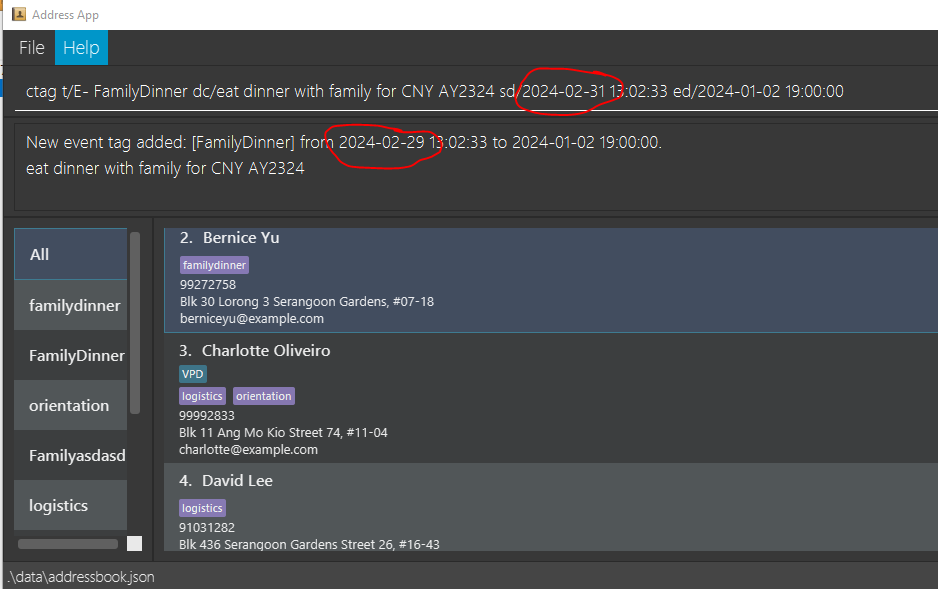 Address App
File Help
ctag t/E- FamilyDinner dc/eat dinner with family for CNY AY2324 sd/2024-02-31 13:02:33 ed/2024-01-02 19:00:00
New event tag added: [FamilyDinner] from 2024-02-29 13:02:33 to 2024-01-02 19:00:00.
eat dinner with family for CNY AY2324
All
familydinner
FamilyDinner
orientation
Familyasdasd
logistics
2. Bernice Yu
familydinner
99272758
Blk 30 Lorong 3 Serangoon Gardens, #07-18
berniceyu@example.com
3. Charlotte Oliveiro
VPD
logistics orientation
99992833
Blk 11 Ang Mo Kio Street 74, #11-04
charlotte@example.com
4. David Lee
logistics
91031282
Blk 436 Serangoon Gardens Street 26, #16-43
.\data\addressbook.json